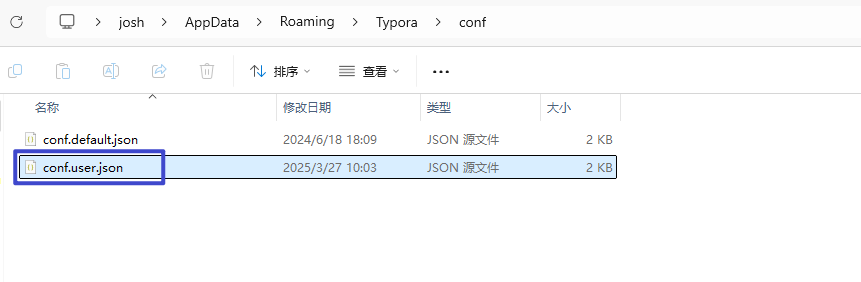 josh > AppData > Roaming > Typora > conf
排序 查看 ...
名称 修改日期 类型 大小
conf.default.json 2024/6/18 18:09 JSON 源文件 2 KB
conf.user.json 2025/3/27 10:03 JSON 源文件 2 KB